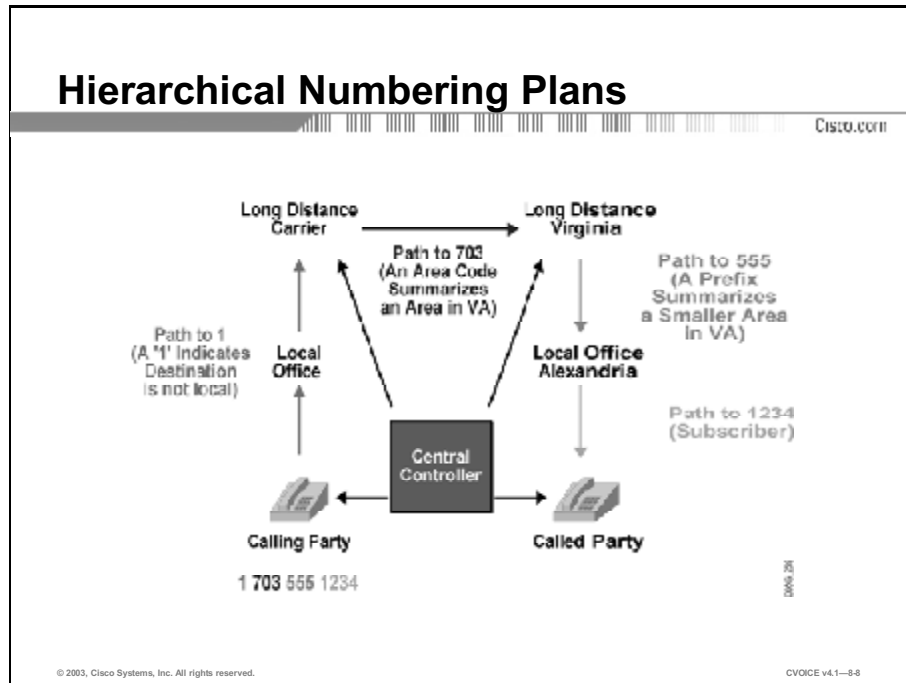 Hierarchical Numbering Plans
Cisco.com
Long Distance
Carrier
Long Distance
Virginia
Path to 703
(An Area Code
Summarizes
an Area in VA)
Path to 555
(A Prefix
Summarizes
a Smaller Area
in VA)
Path to 1
(A '1' Indicates
Destination
is not local)
Local
Office
Local Office
Alexandria
Path to 1234
(Subscriber)
Central
Controller
Calling Party
Called Party
1 703 555 1234
© 2003, Cisco Systems, Inc. All rights reserved.
CVOICE v4.1—8-8